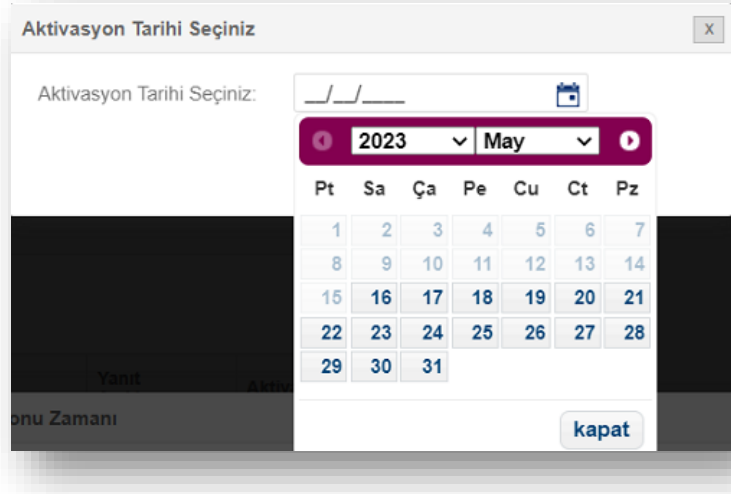 Aktivasyon Tarihi Seçiniz X
Aktivasyon Tarihi Seçiniz: __/__/____
2023 May
Pt Sa Ça Pe Cu Ct Pz
1 2 3 4 5 6 7
8 9 10 11 12 13 14
15 16 17 18 19 20 21
22 23 24 25 26 27 28
29 30 31
Yanıt
onu Zamanı
kapat